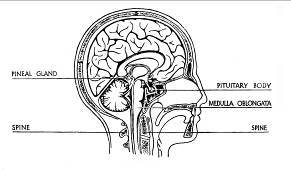 PINEAL GLAND
PITUITARY BODY
MEDULLA OBLONGATA
SPINE
SPINE